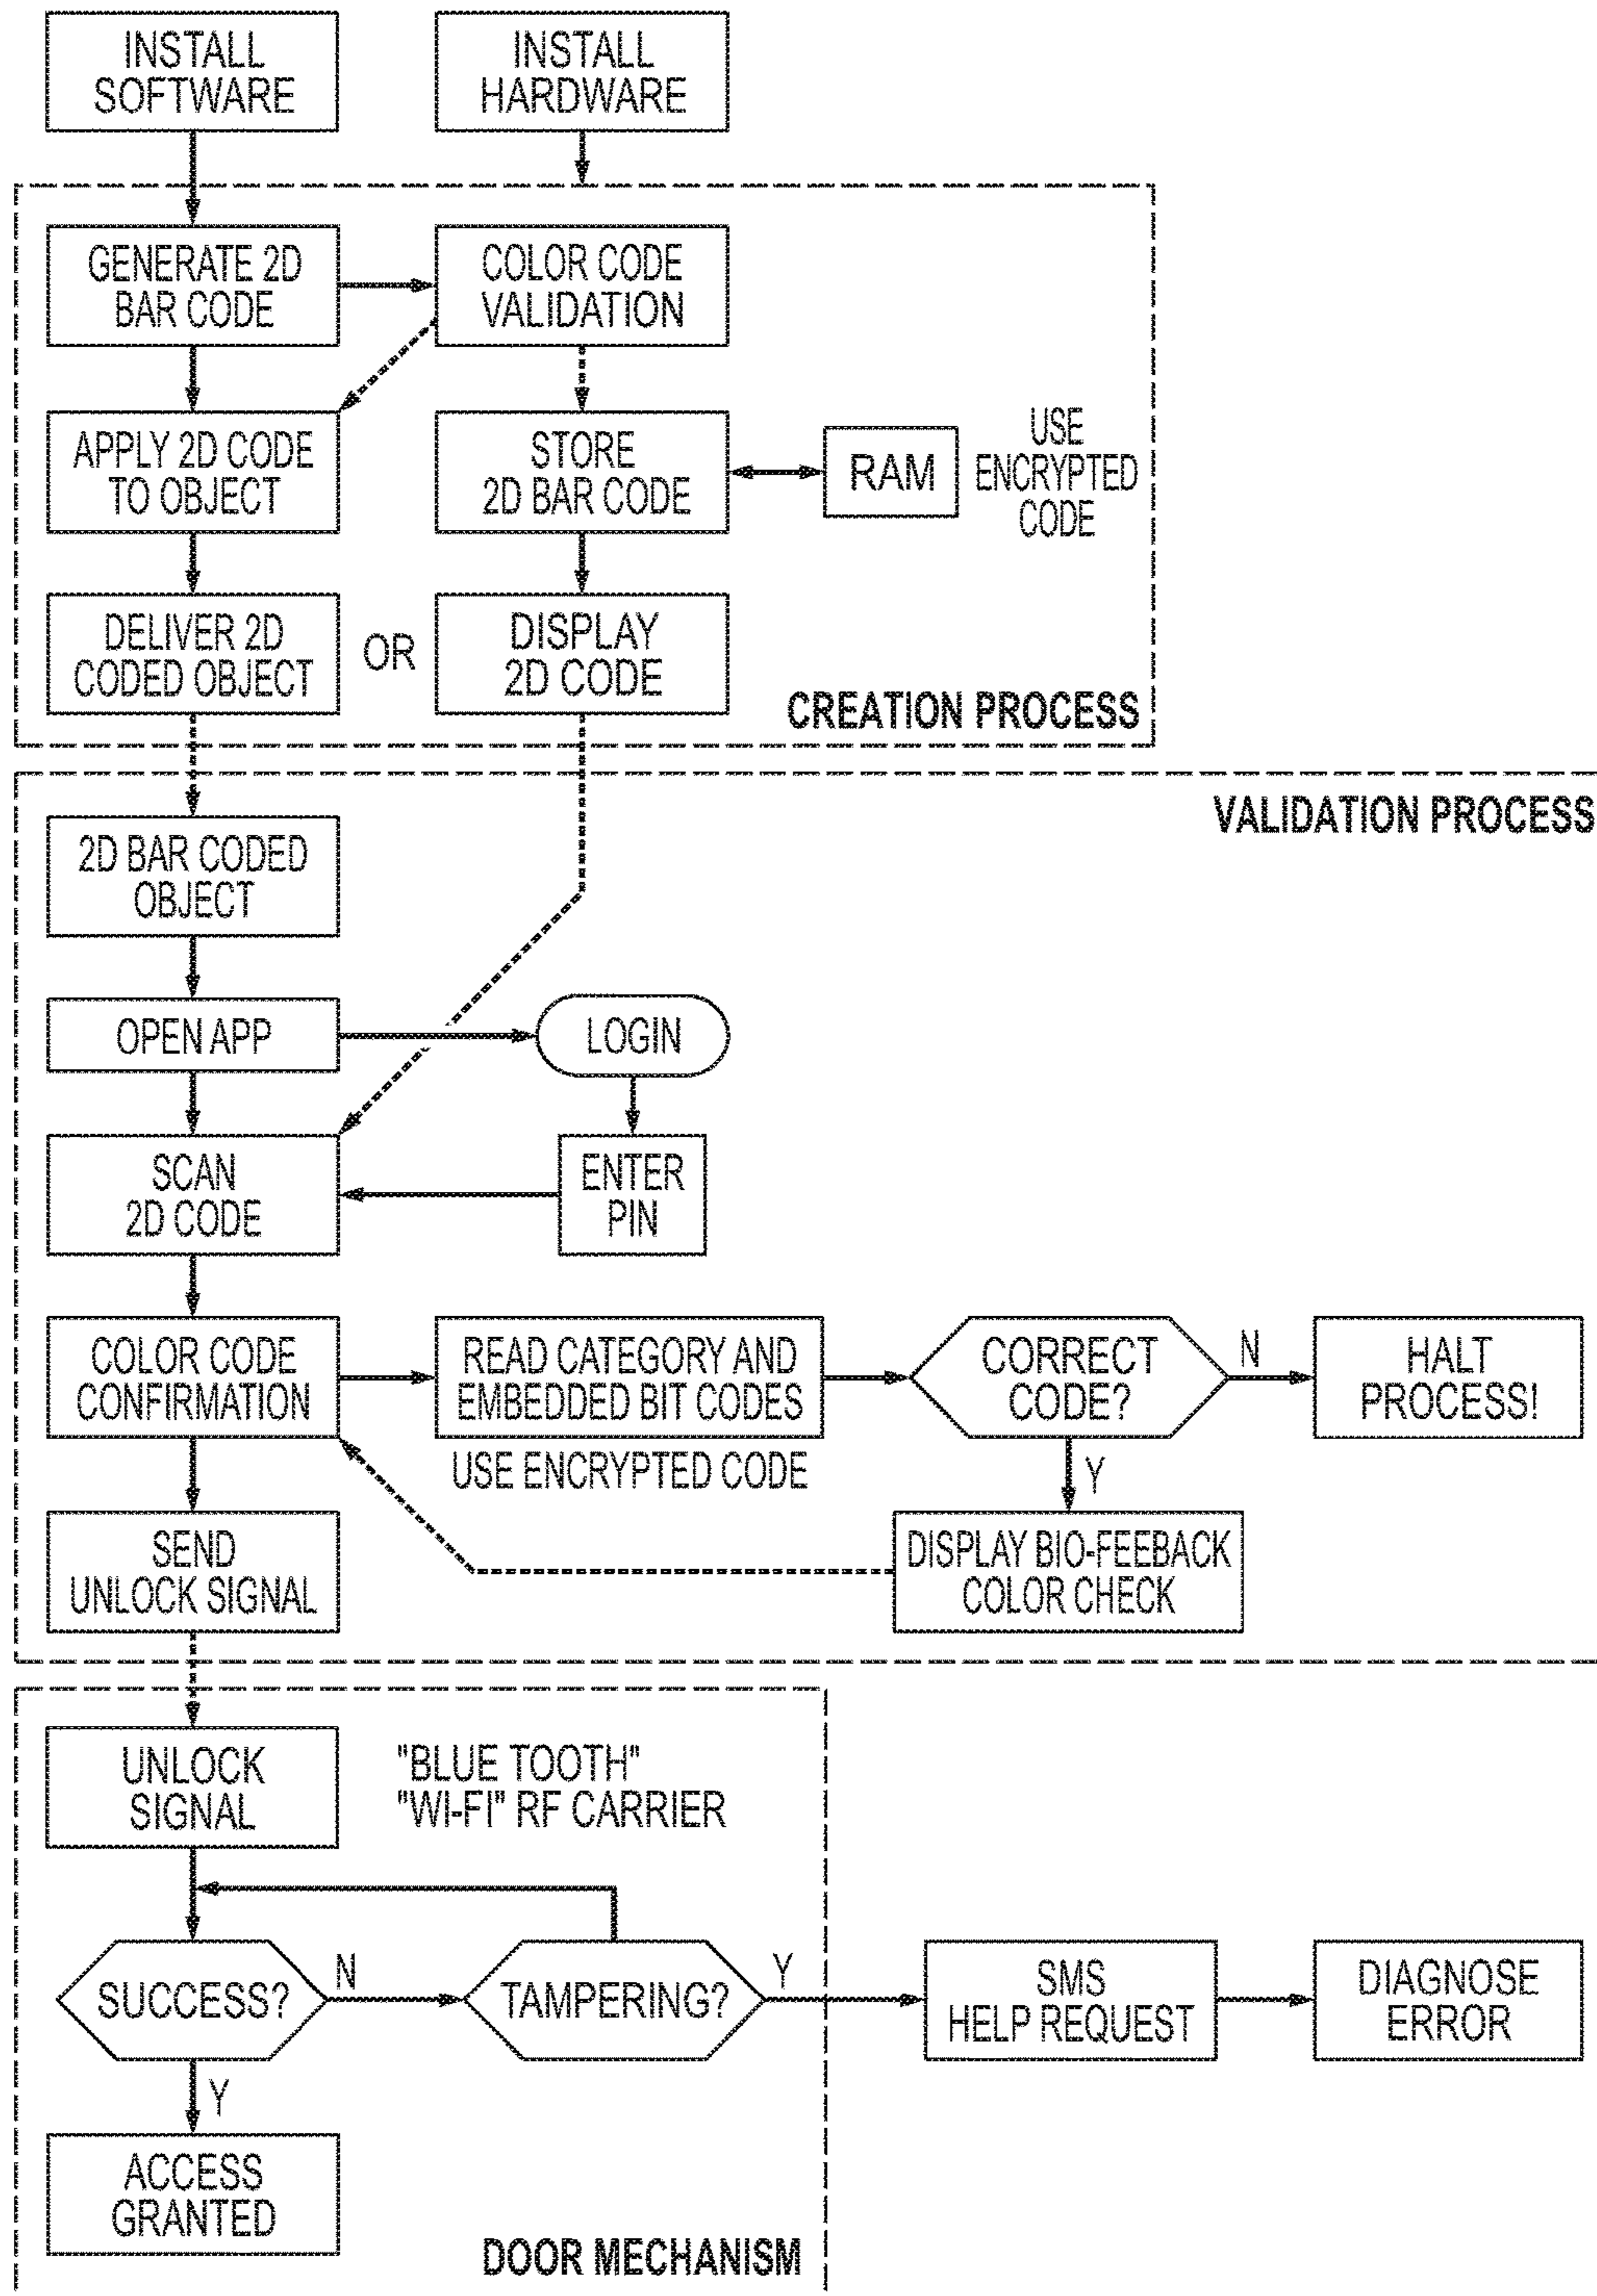 INSTALL
SOFTWARE
INSTALL
HARDWARE
GENERATE 2D
BAR CODE
COLOR CODE
VALIDATION
APPLY 2D CODE
TO OBJECT
STORE
2D BAR CODE
RAM
USE
ENCRYPTED
CODE
DELIVER 2D
CODED OBJECT
OR
DISPLAY
2D CODE
CREATION PROCESS
VALIDATION PROCESS
2D BAR CODED
OBJECT
OPEN APP
LOGIN
SCAN
2D CODE
ENTER
PIN
COLOR CODE
CONFIRMATION
READ CATEGORY AND
EMBEDDED BIT CODES
USE ENCRYPTED CODE
CORRECT
CODE?
N
HALT
PROCESS!
Y
SEND
UNLOCK SIGNAL
DISPLAY BIO-FEEBACK
COLOR CHECK
UNLOCK
SIGNAL
"BLUE TOOTH"
"WI-FI" RF CARRIER
SUCCESS?
N
TAMPERING?
Y
SMS
HELP REQUEST
DIAGNOSE
ERROR
Y
ACCESS
GRANTED
DOOR MECHANISM